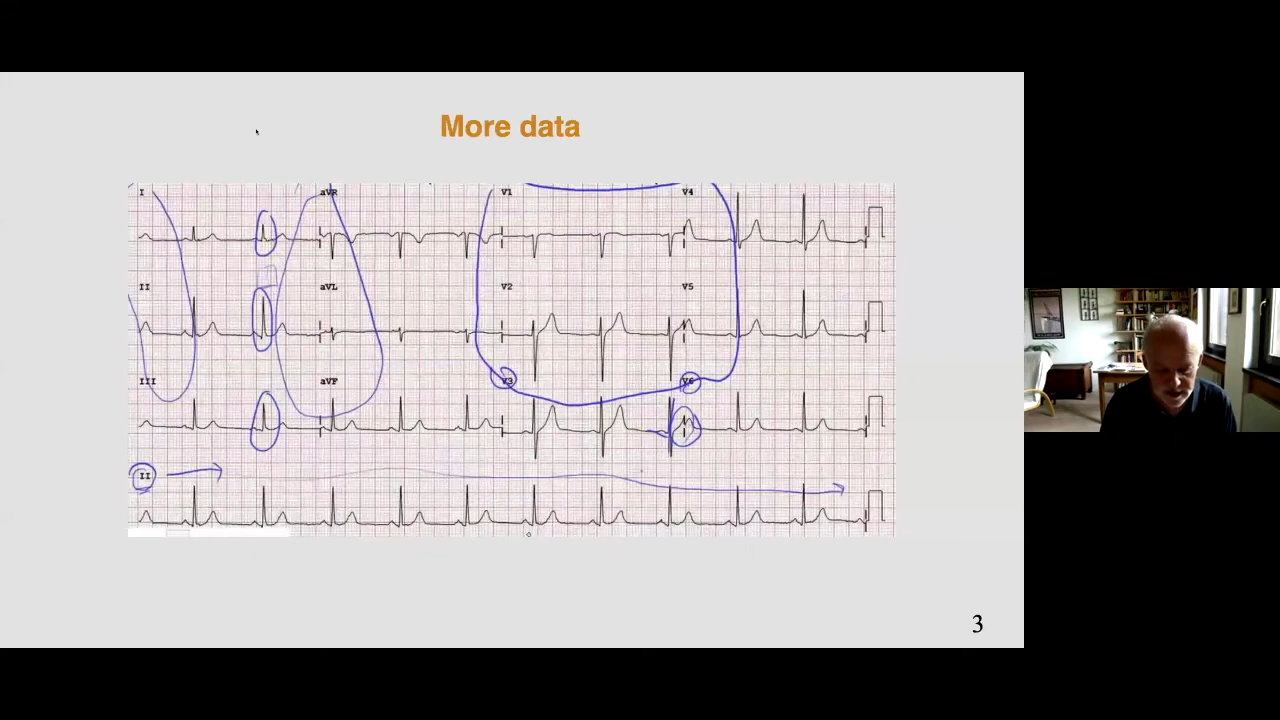 More data
I aVR V1 V4
II aVL V2 V5
III aVF V3 V6
II
3